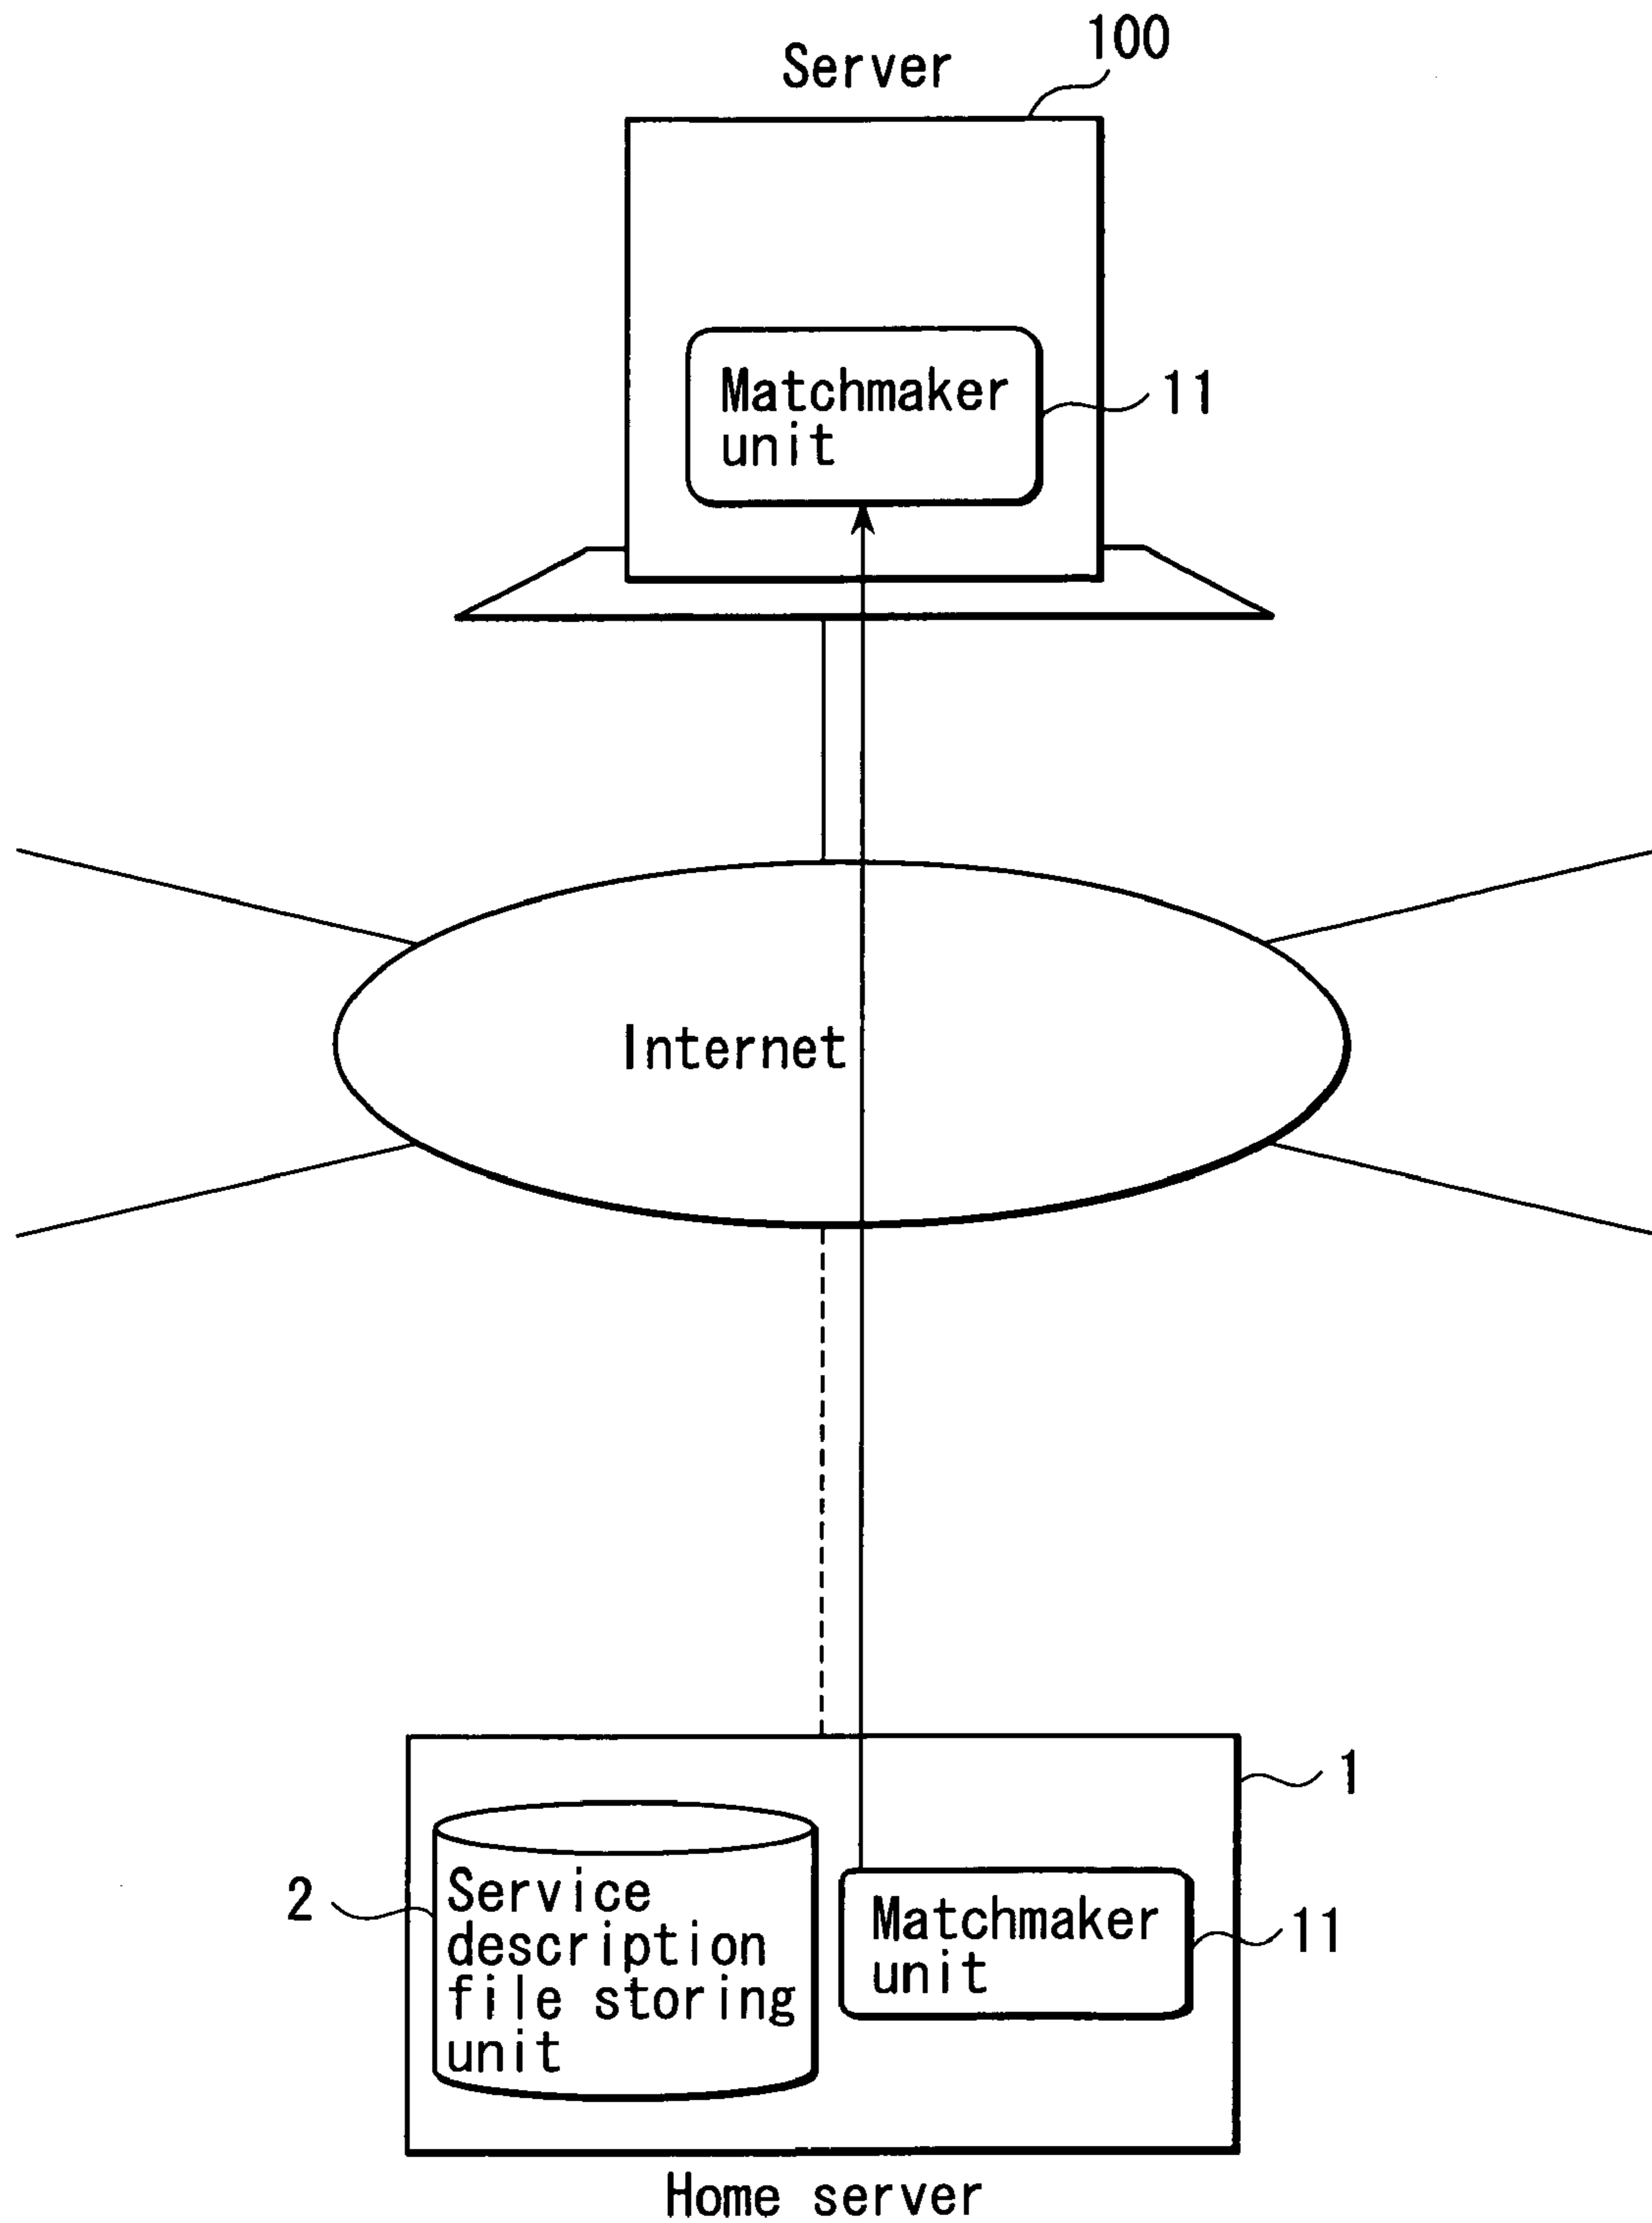 100
Server
Matchmaker
unit
11
Internet
1
2
Service
description
file storing
unit
Matchmaker
unit
11
Home server